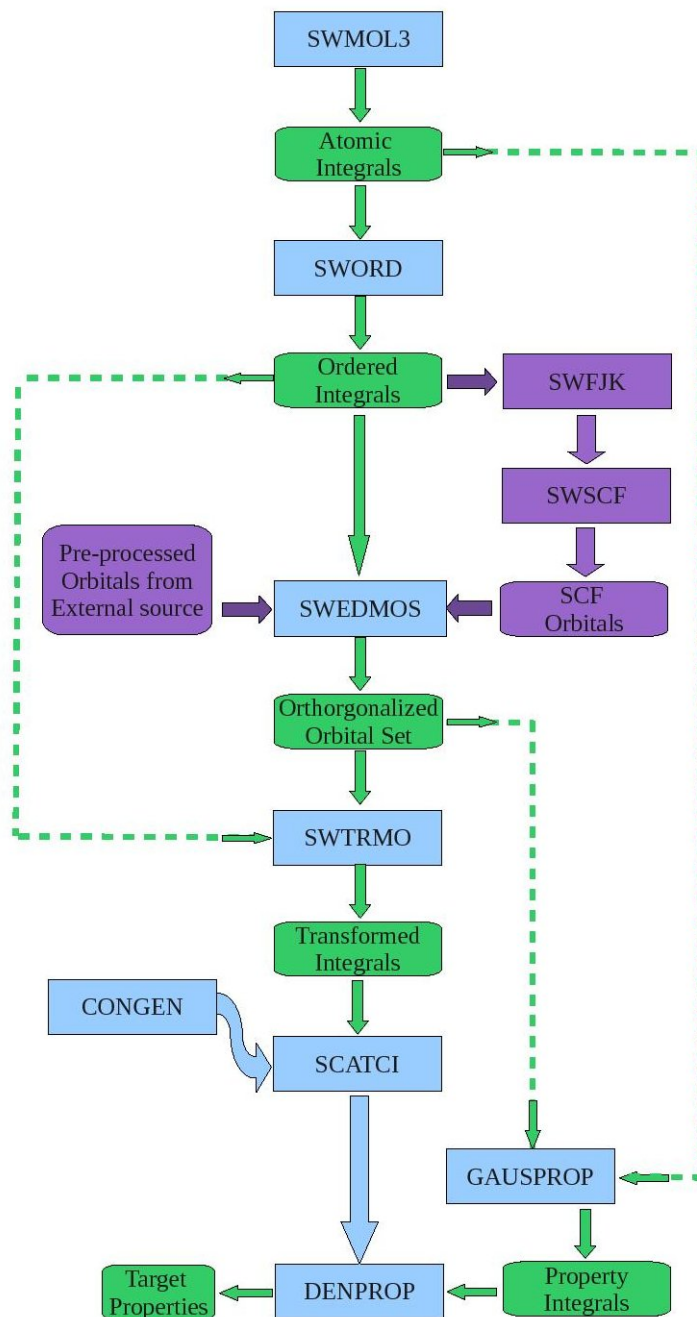 SWMOL3
Atomic
Integrals
SWORD
Ordered
Integrals
SWFJK
SWSCF
Pre-processed
Orbitals from
External source
SWEDMOS
SCF
Orbitals
Orthorgonalized
Orbital Set
SWTRMO
Transformed
Integrals
CONGEN
SCATCI
GAUSPROP
Target
Properties
DENPROP
Property
Integrals